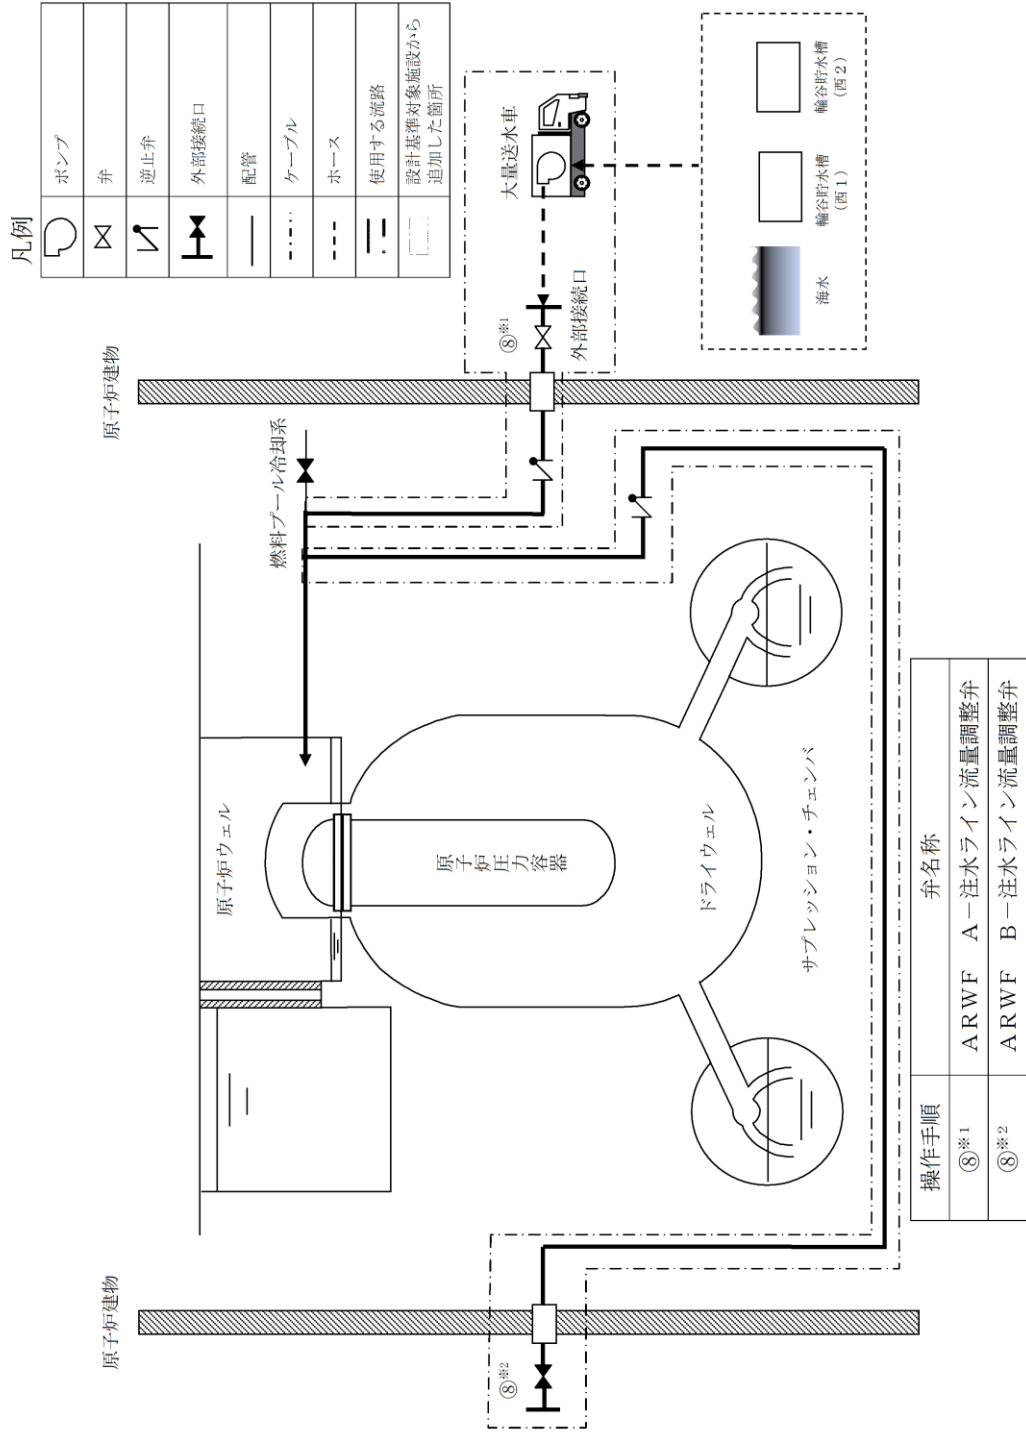 凡例
ポンプ
弁
逆止弁
外部接続口
配管
ケーブル
ホース
使用する流路
設計基準対象施設から
追加した箇所
原子炉建物
原子炉建物
燃料プール冷却系
大量送水車
⑧※1
外部接続口
海水
輪谷貯水槽
(西1)
輪谷貯水槽
(西2)
原子炉ウェル
原子炉圧力容器
ドライウェル
サプレッション・チェンバ
⑧※2
操作手順 弁名称
⑧※1 ARWF A-注水ライン流量調整弁
⑧※2 ARWF B-注水ライン流量調整弁